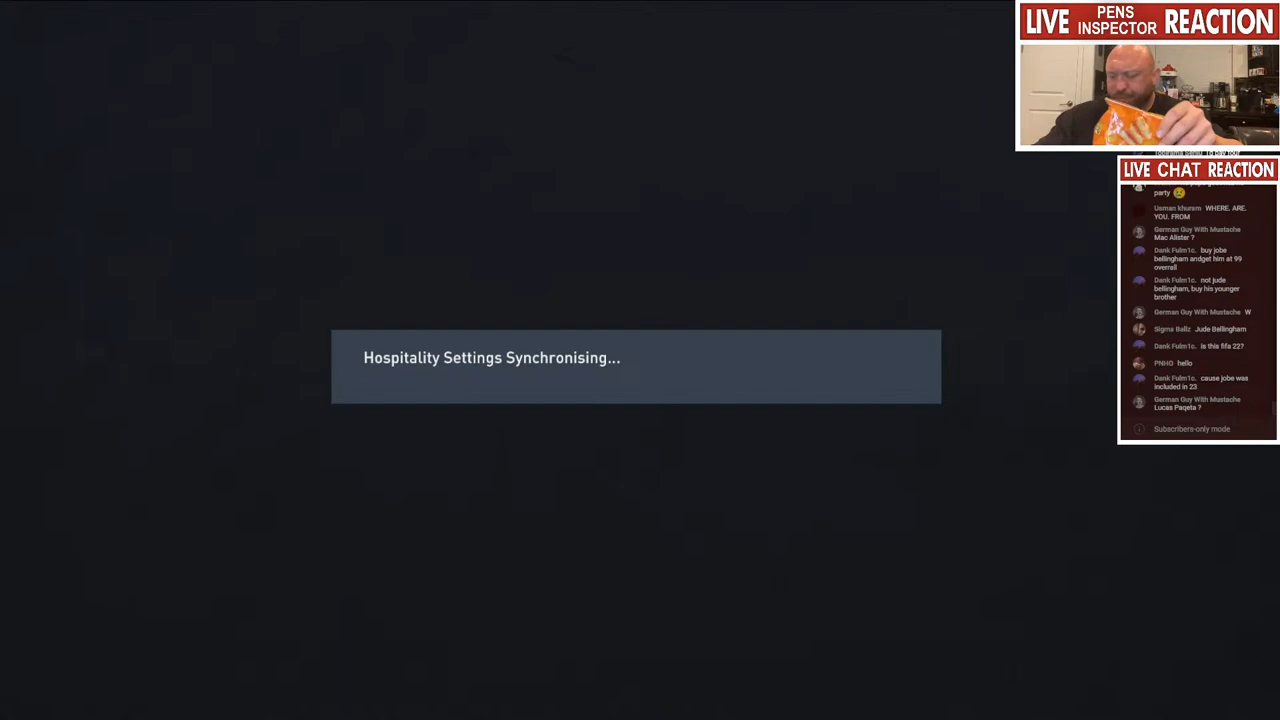 LIVE PENS INSPECTOR REACTION
LIVE CHAT REACTION
party
Usman khursm WHERE. ARE.
YOU. FROM
German Guy With Mustache
Mac Alister ?
Dank Fulm1c. buy jobe
bellingham andget him at 99
overrall
Dank Fulm1c. not jude
bellingham, buy his younger
brother
German Guy With Mustache W
Sigma Ballz Jude Bellingham
Dank Fulm1c. is this fifa 22?
PNHO hello
Dank Fulm1c. cause jobe was
included in 23
German Guy With Mustache
Lucas Paqeta ?
Subscribers-only mode
Hospitality Settings Synchronising...